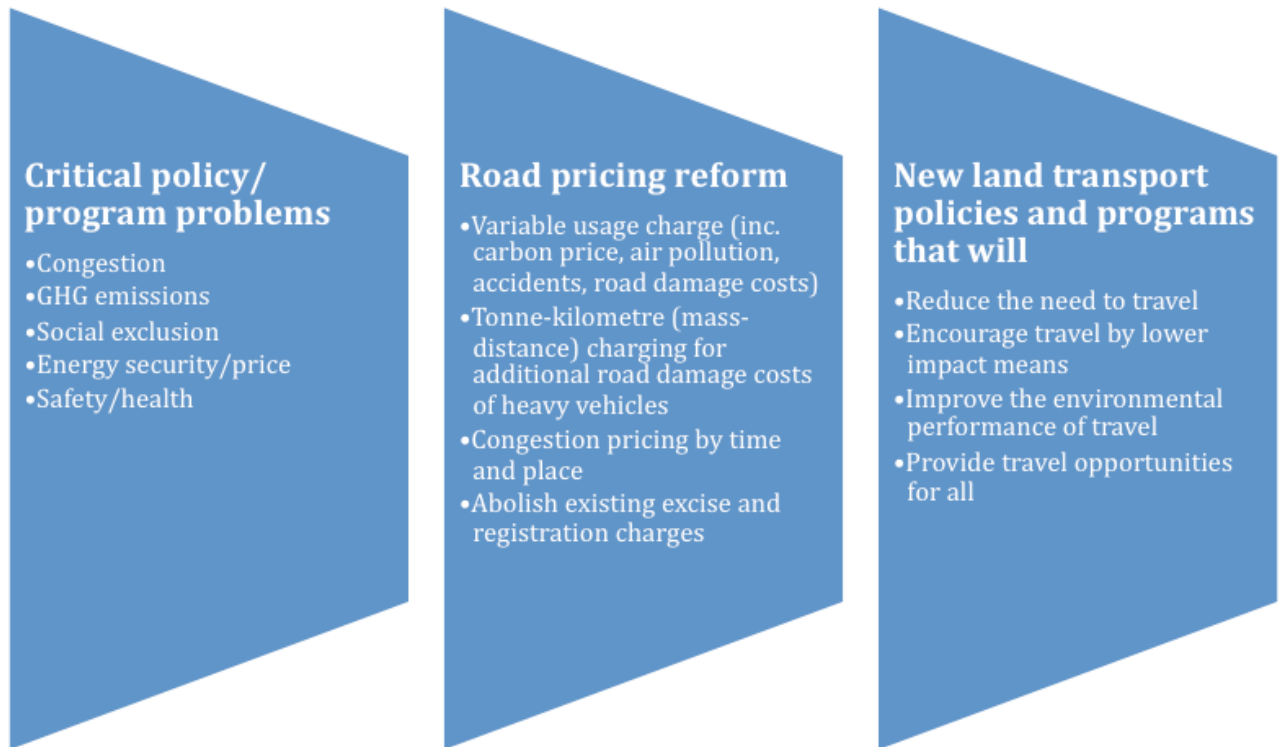 Critical policy/
program problems
•Congestion
•GHG emissions
•Social exclusion
•Energy security/price
•Safety/health
Road pricing reform
•Variable usage charge (inc.
carbon price, air pollution,
accidents, road damage costs)
•Tonne-kilometre (mass-
distance) charging for
additional road damage costs
of heavy vehicles
•Congestion pricing by time
and place
•Abolish existing excise and
registration charges
New land transport
policies and programs
that will
•Reduce the need to travel
•Encourage travel by lower
impact means
•Improve the environmental
performance of travel
•Provide travel opportunities
for all